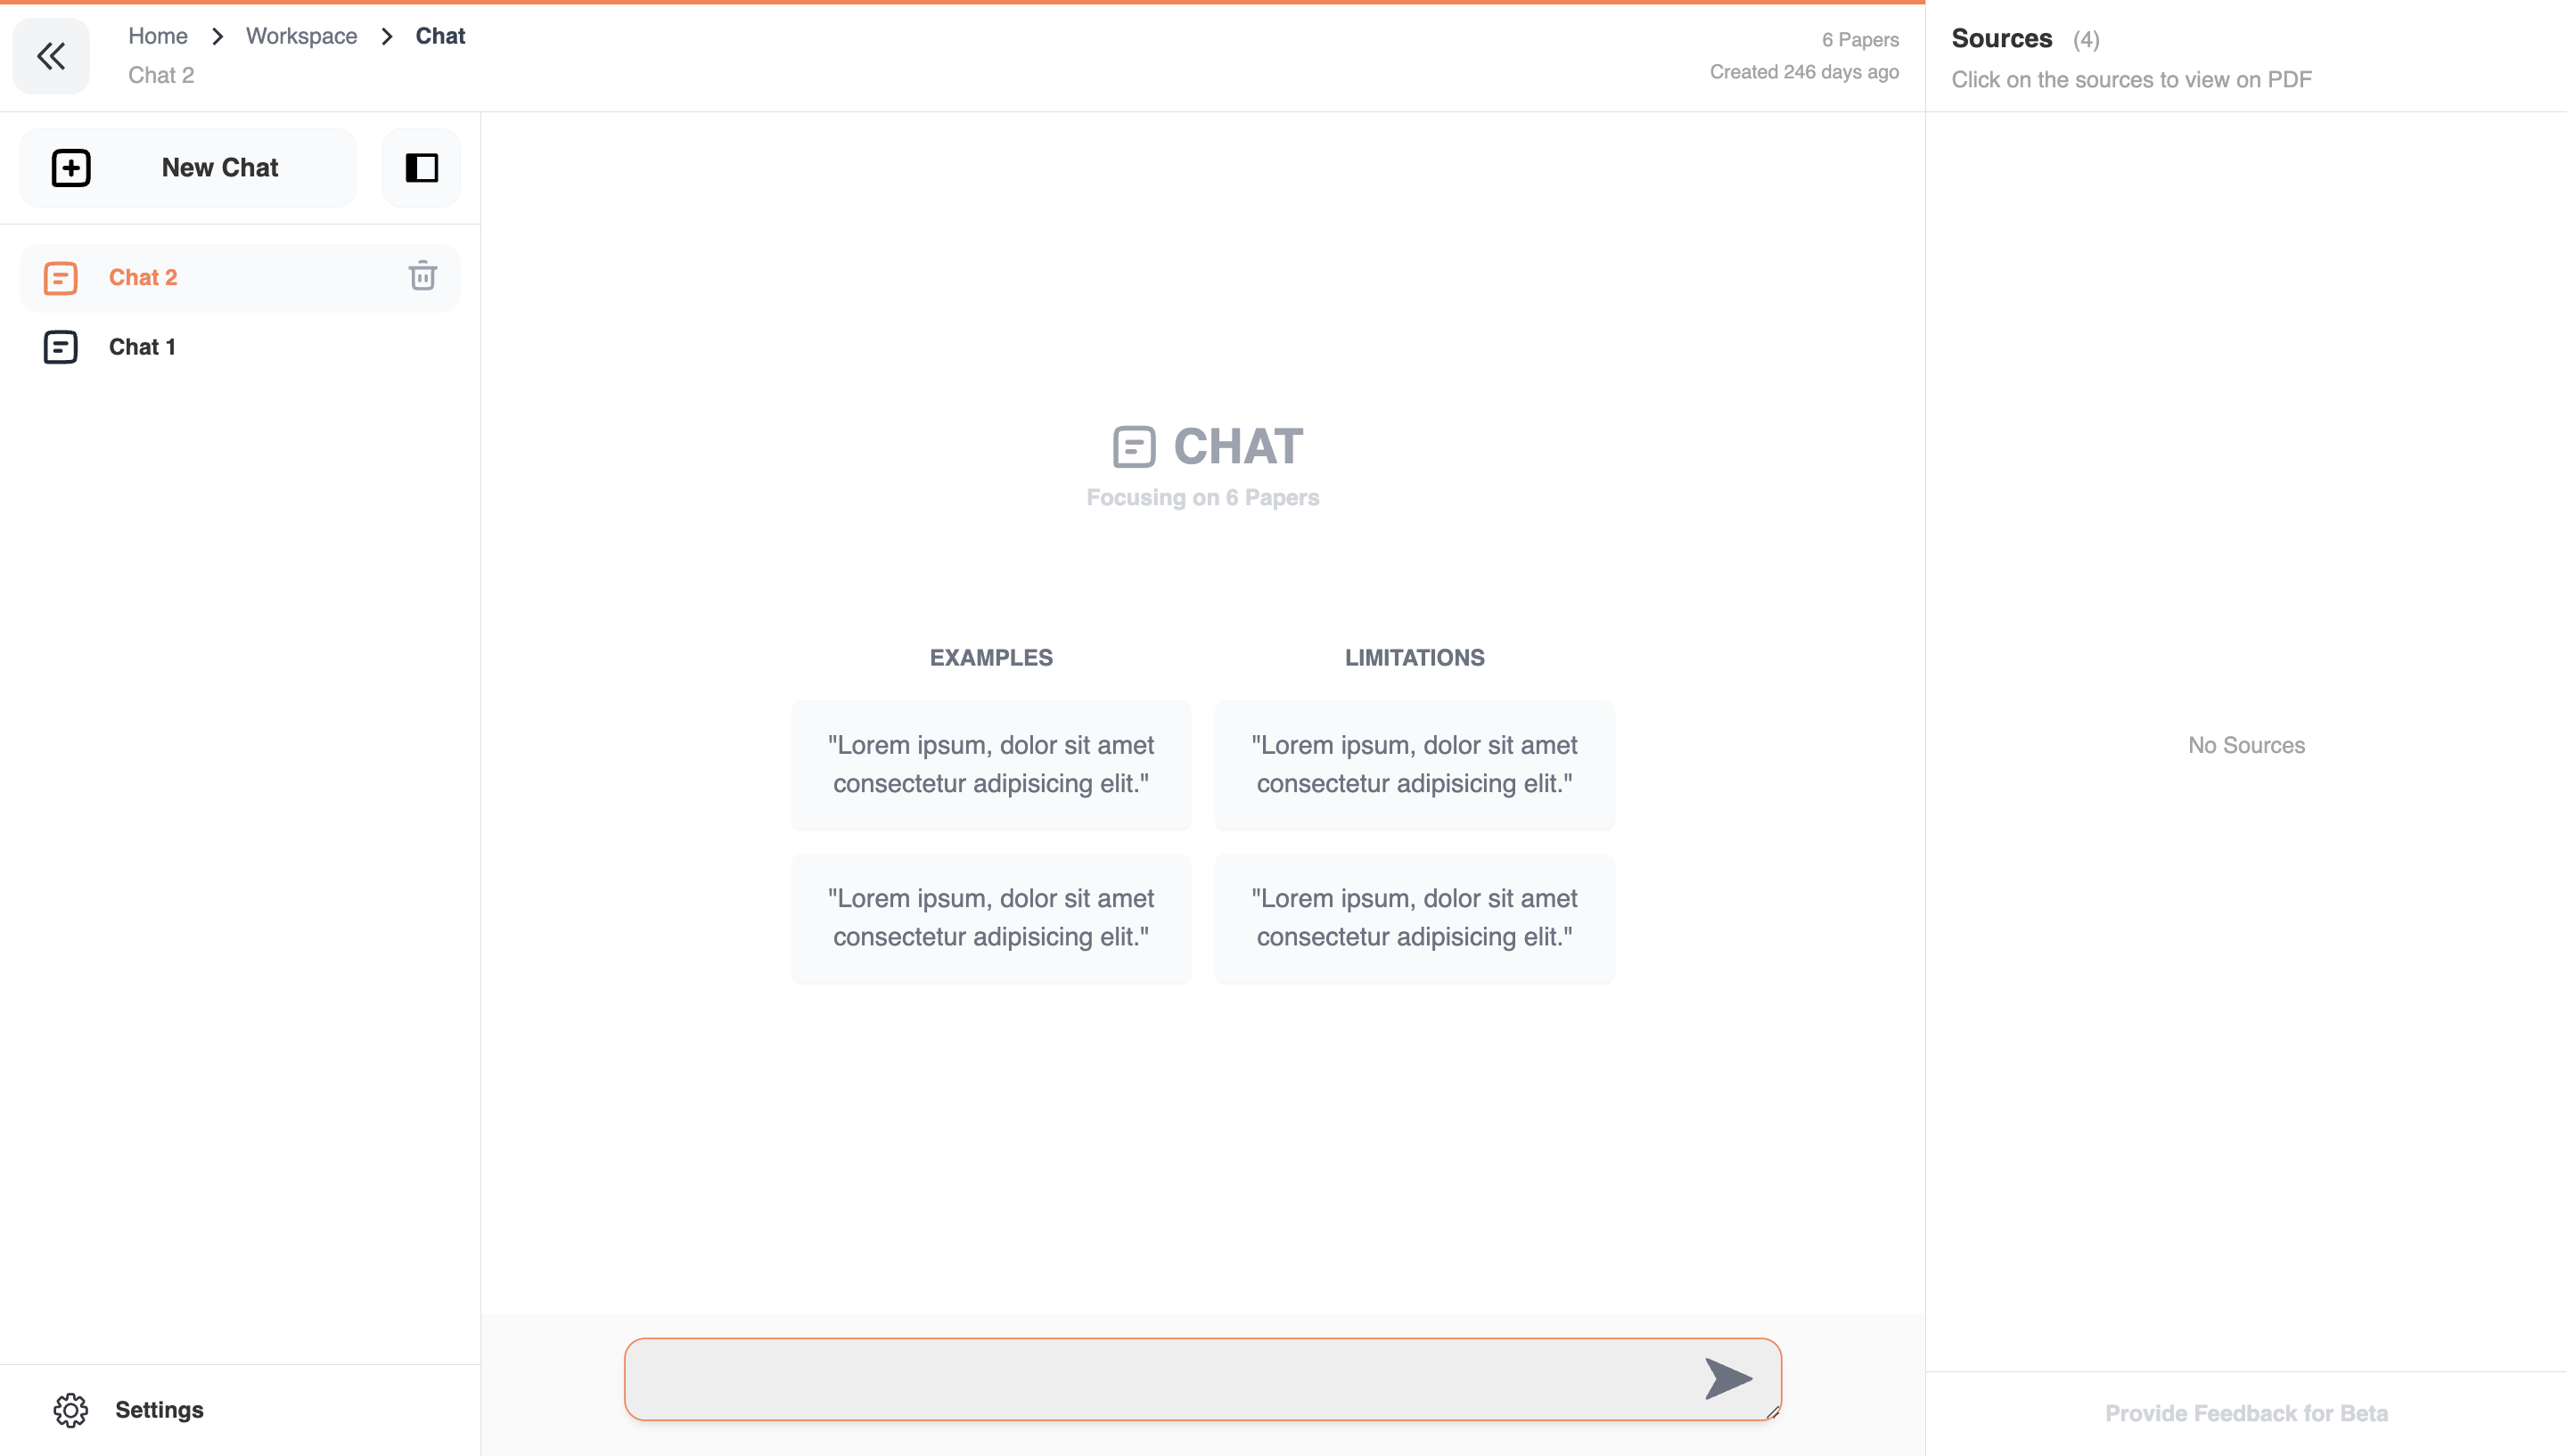 Home > Workspace > Chat
Chat 2
6 Papers
Created 246 days ago
Sources (4)
Click on the sources to view on PDF
New Chat
Chat 2
Chat 1
CHAT
Focusing on 6 Papers
EXAMPLES
LIMITATIONS
"Lorem ipsum, dolor sit amet
consectetur adipisicing elit."
"Lorem ipsum, dolor sit amet
consectetur adipisicing elit."
"Lorem ipsum, dolor sit amet
consectetur adipisicing elit."
"Lorem ipsum, dolor sit amet
consectetur adipisicing elit."
No Sources
Settings
Provide Feedback for Beta